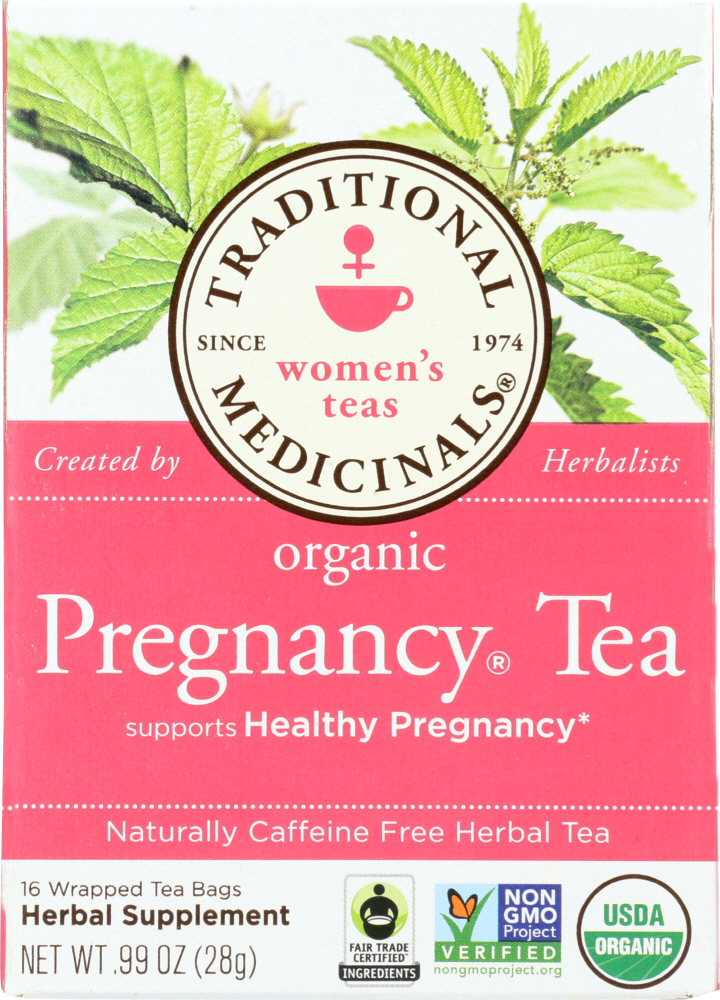 TRADITIONAL
SINCE 1974
women's
teas
MEDICINALS®
Created by Herbalists
organic
Pregnancy® Tea
supports Healthy Pregnancy*
Naturally Caffeine Free Herbal Tea
16 Wrapped Tea Bags
Herbal Supplement
NET WT .99 OZ (28g)
FAIR TRADE
CERTIFIED
INGREDIENTS
NON
GMO
Project
VERIFIED
nongmoproject.org
USDA
ORGANIC